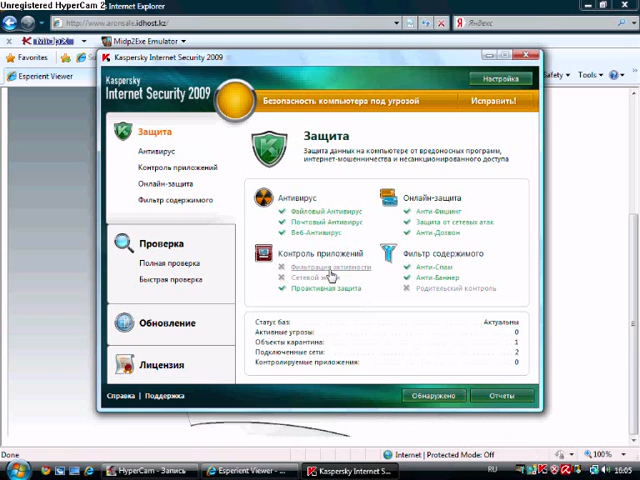 Unregistered HyperCam 2
Internet Explorer
http://www.aronsale.idhost.kz/
Яндекс
Midp2Exe Emulator
Favorites
Esperient Viewer
Safety
Tools
Kaspersky Internet Security 2009
Kaspersky
Internet Security 2009
Настройка
Безопасность компьютера под угрозой
Исправить!
Защита
Антивирус
Контроль приложений
Онлайн-защита
Фильтр содержимого
Проверка
Полная проверка
Быстрая проверка
Обновление
Лицензия
Защита
Защита данных на компьютере от вредоносных программ,
интернет-мошенничества и несанкционированного доступа
Антивирус
Файловый Антивирус
Почтовый Антивирус
Веб-Антивирус
Онлайн-защита
Анти-Фишинг
Защита от сетевых атак
Анти-Дозвон
Контроль приложений
Фильтрация активности
Сетевой
Проактивная защита
Фильтр содержимого
Анти-Спам
Анти-Баннер
Родительский контроль
Статус баз: Актуальны
Активные угрозы: 0
Объекты карантина: 1
Подключенные сети: 2
Контролируемые приложения: 0
Справка | Поддержка
Обнаружено
Отчеты
Done
Internet | Protected Mode: Off
100%
HyperCam - Запись
Esperient Viewer - ...
Kaspersky Internet S...
RU
16:05